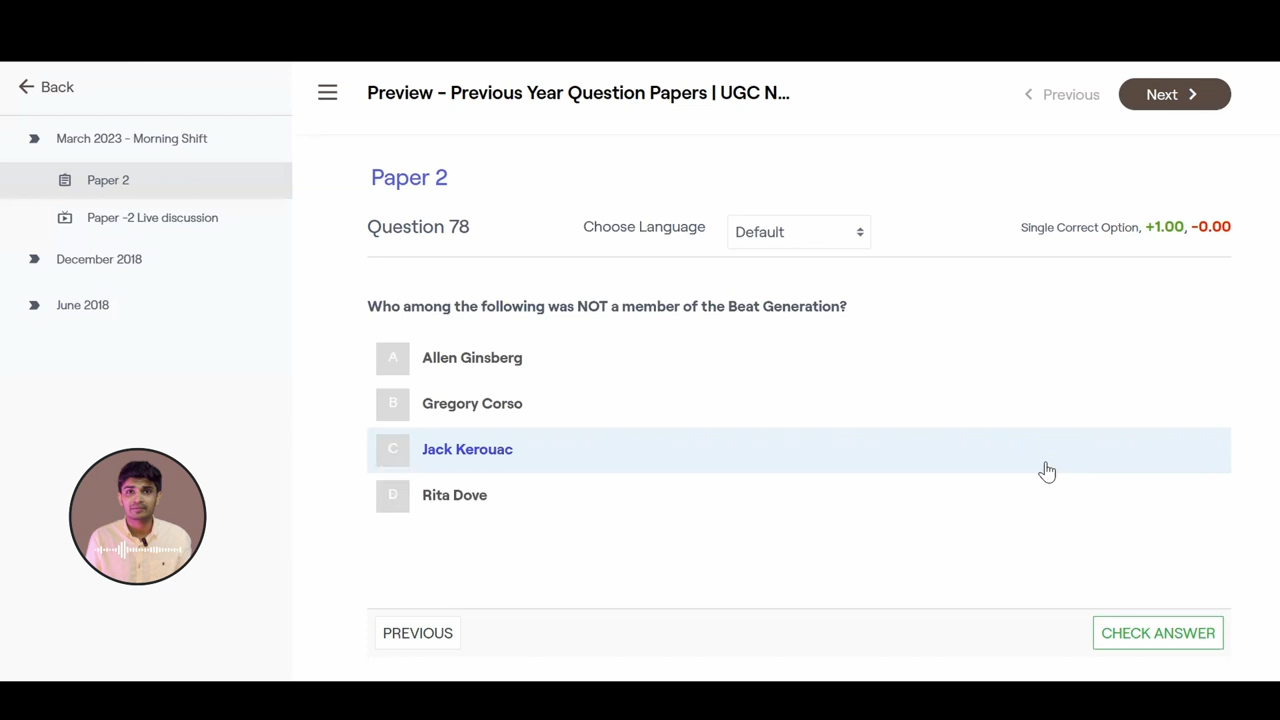 Back
Preview - Previous Year Question Papers | UGC N...
Previous
Next
March 2023 - Morning Shift
Paper 2
Paper -2 Live discussion
December 2018
June 2018
Paper 2
Question 78
Choose Language
Default
Single Correct Option, +1.00, -0.00
Who among the following was NOT a member of the Beat Generation?
A Allen Ginsberg
B Gregory Corso
C Jack Kerouac
D Rita Dove
PREVIOUS
CHECK ANSWER